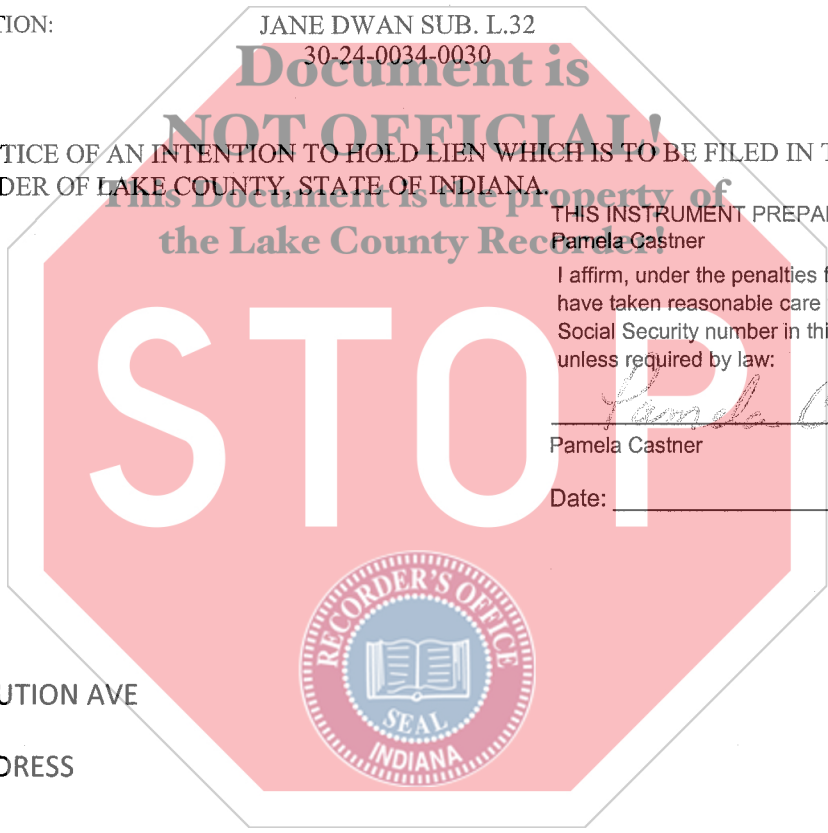 TION:
JANE DWAN SUB. L.32
30-24-0034-0030
Document is
NOT OFFICIAL!
TICE OF AN INTENTION TO HOLD LIEN WHICH IS TO BE FILED IN T
DER OF LAKE COUNTY, STATE OF INDIANA.
This Document is the property of
the Lake County Recorder!
THIS INSTRUMENT PREPAR
Pamela Castner
I affirm, under the penalties f
have taken reasonable care
Social Security number in thi
unless required by law:
Pamela C
Pamela Castner
Date:
STOP
RECORDER'S OFFICE
SEAL
INDIANA
UTION AVE
DRESS